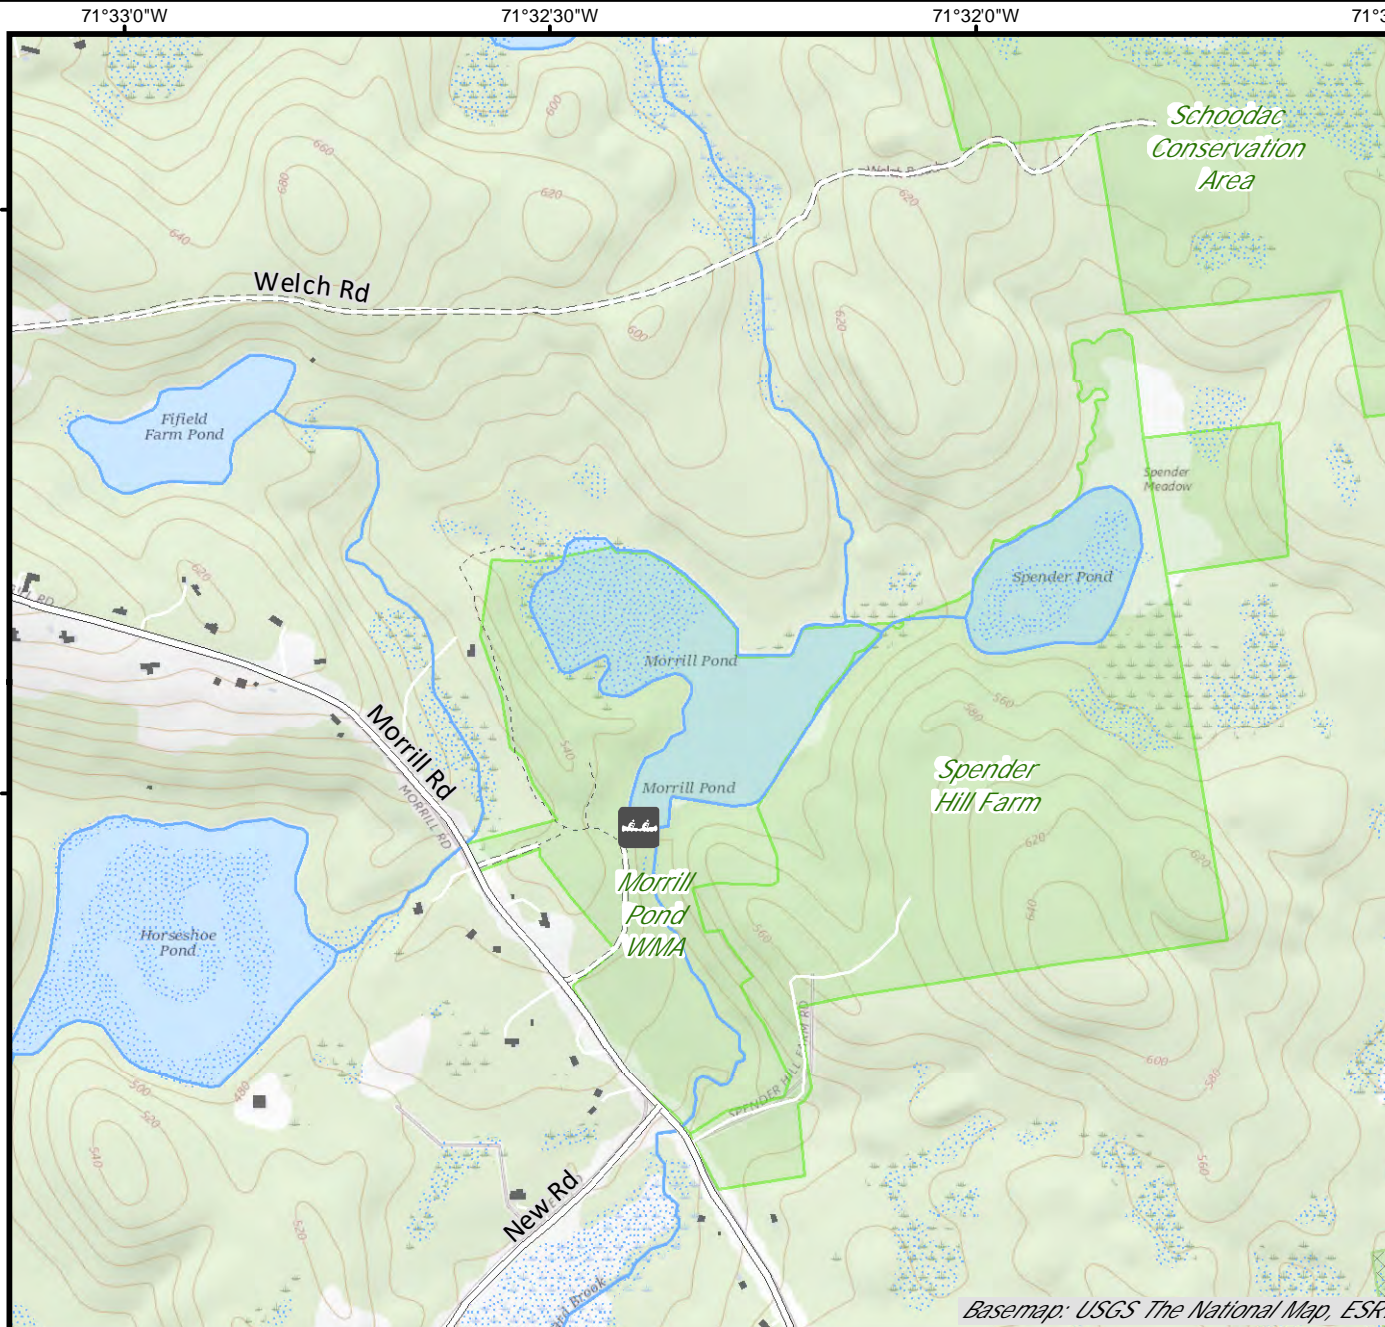 71°33'0"W
71°32'30"W
71°32'0"W
Schoodac
Conservation
Area
600
660
680
620
640
620
Welch Rd
600
620
Fifield
Farm Pond
Spender
Meadow
620
RD
Spender Pond
Morrill Pond
560
580
540
Morrill Rd
MORRILL RD
Morrill Pond
Spender
Hill Farm
620
620
640
Morrill
Pond
WMA
560
Horseshoe
Pond
SPENDER HILL FARM RD
600
580
500
480
520
540
560
520
New Rd
Brook
Basemap: USGS The National Map, ESR